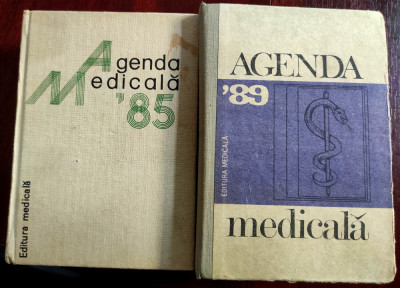 Agenda
Medicală
'85
Editura medicală
AGENDA
'89
EDITURA MEDICALĂ
medicală